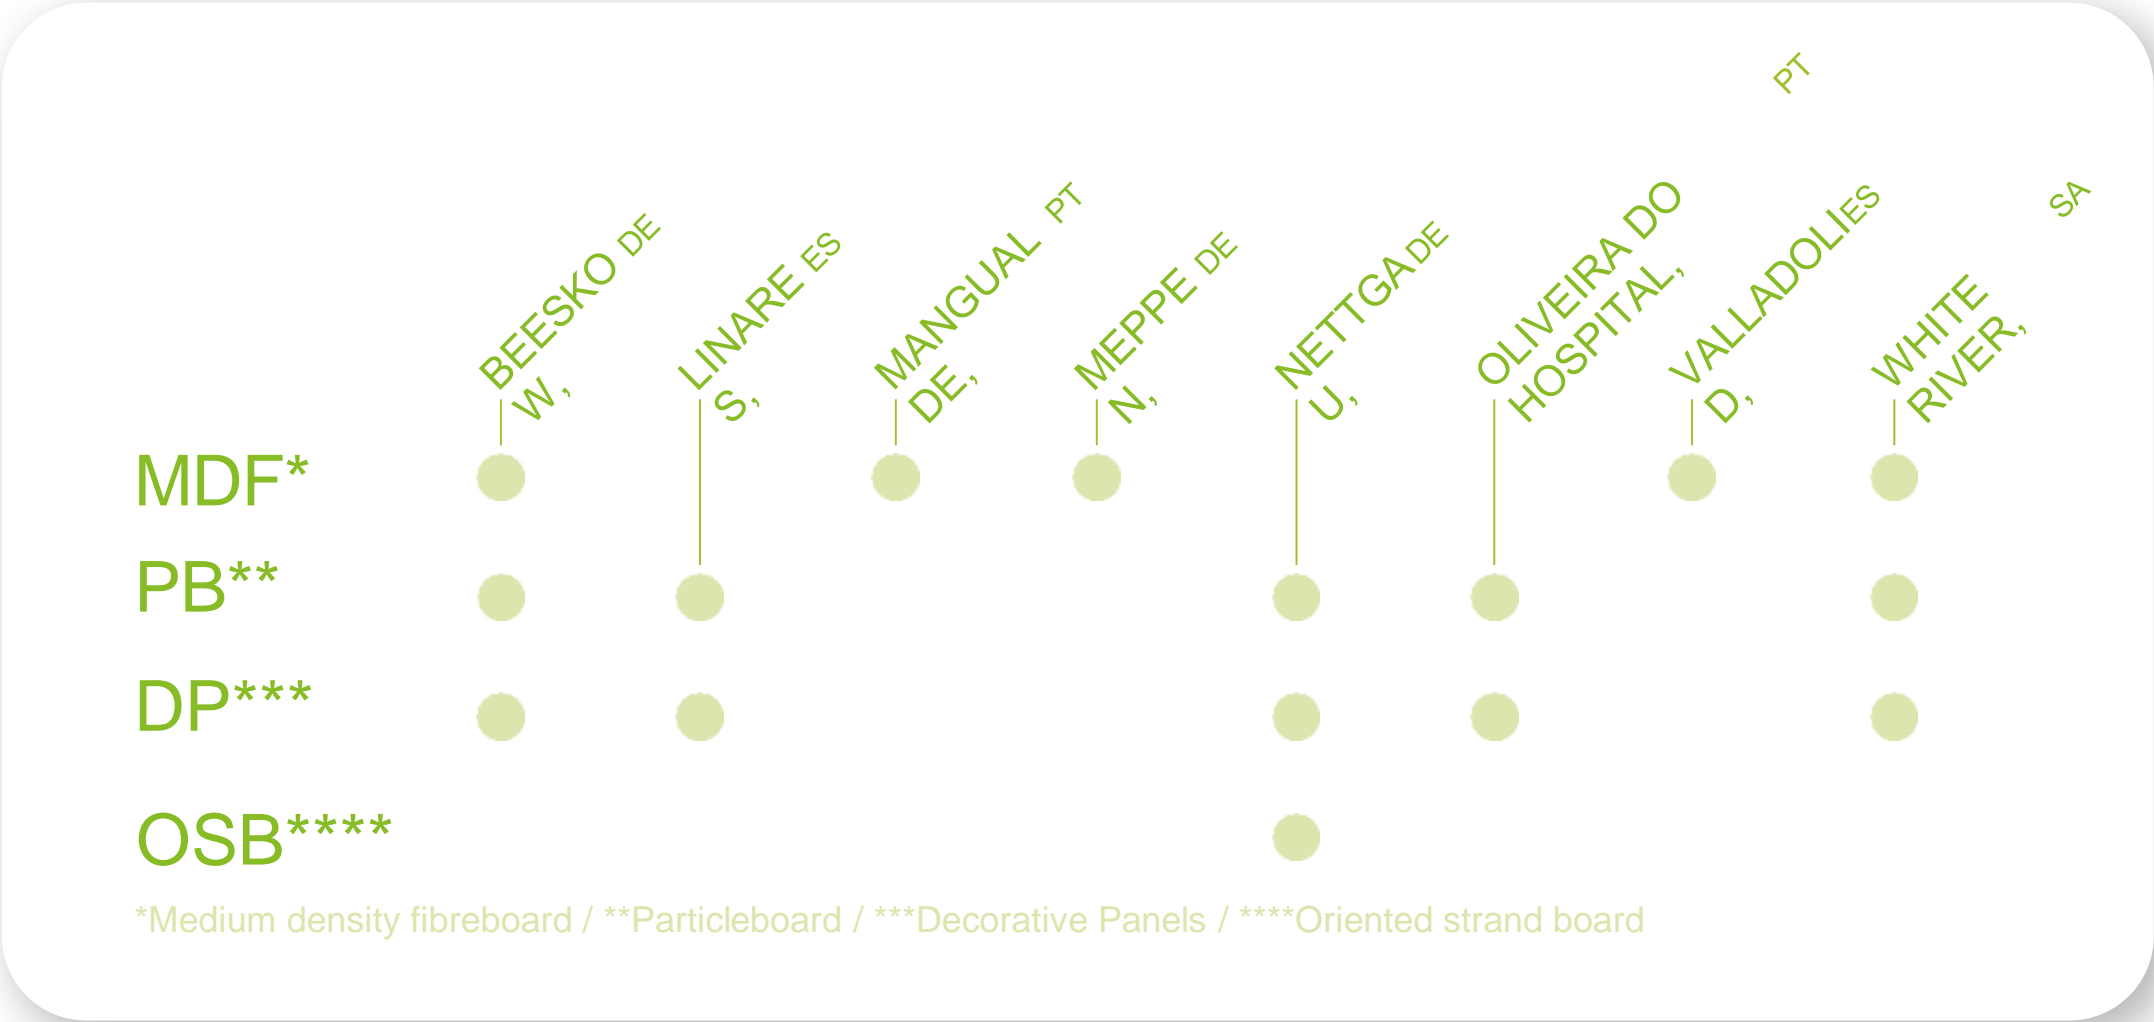 BEESKO DE
W,
LINARE ES
S,
MANGUAL PT
DE,
MEPPE DE
N,
NETTGA DE
U,
OLIVEIRA DO PT
HOSPITAL,
VALLADOLI ES
D,
WHITE SA
RIVER,
MDF*
PB**
DP***
OSB****
*Medium density fibreboard / **Particleboard / ***Decorative Panels / ****Oriented strand board